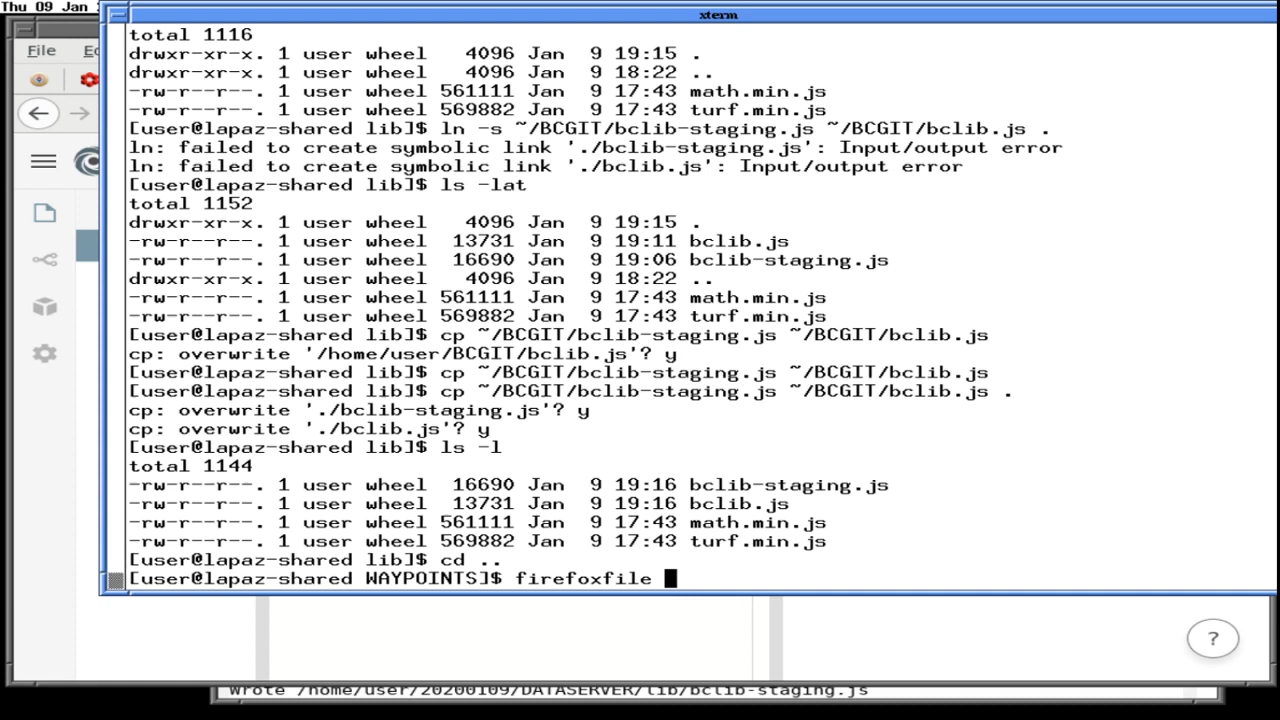 Thu 09 Jan
xterm
File
total 1116
drwxr-xr-x. 1 user wheel   4096 Jan  9 19:15 .
drwxr-xr-x. 1 user wheel   4096 Jan  9 18:22 ..
-rw-r--r--. 1 user wheel 561111 Jan  9 17:43 math.min.js
-rw-r--r--. 1 user wheel 569882 Jan  9 17:43 turf.min.js
[user@lapaz-shared lib]$ ln -s ~/BCGIT/bclib-staging.js ~/BCGIT/bclib.js .
ln: failed to create symbolic link './bclib-staging.js': Input/output error
ln: failed to create symbolic link './bclib.js': Input/output error
[user@lapaz-shared lib]$ ls -lat
total 1152
drwxr-xr-x. 1 user wheel   4096 Jan  9 19:15 .
-rw-r--r--. 1 user wheel  13731 Jan  9 19:11 bclib.js
-rw-r--r--. 1 user wheel  16690 Jan  9 19:06 bclib-staging.js
drwxr-xr-x. 1 user wheel   4096 Jan  9 18:22 ..
-rw-r--r--. 1 user wheel 561111 Jan  9 17:43 math.min.js
-rw-r--r--. 1 user wheel 569882 Jan  9 17:43 turf.min.js
[user@lapaz-shared lib]$ cp ~/BCGIT/bclib-staging.js ~/BCGIT/bclib.js
cp: overwrite '/home/user/BCGIT/bclib.js'? y
[user@lapaz-shared lib]$ cp ~/BCGIT/bclib-staging.js ~/BCGIT/bclib.js
[user@lapaz-shared lib]$ cp ~/BCGIT/bclib-staging.js ~/BCGIT/bclib.js .
cp: overwrite './bclib-staging.js'? y
cp: overwrite './bclib.js'? y
[user@lapaz-shared lib]$ ls -l
total 1144
-rw-r--r--. 1 user wheel  16690 Jan  9 19:16 bclib-staging.js
-rw-r--r--. 1 user wheel  13731 Jan  9 19:16 bclib.js
-rw-r--r--. 1 user wheel 561111 Jan  9 17:43 math.min.js
-rw-r--r--. 1 user wheel 569882 Jan  9 17:43 turf.min.js
[user@lapaz-shared lib]$ cd ..
[user@lapaz-shared WAYPOINTS]$ firefoxfile
?
Wrote /home/user/20200109/DATASERVER/lib/bclib-staging.js